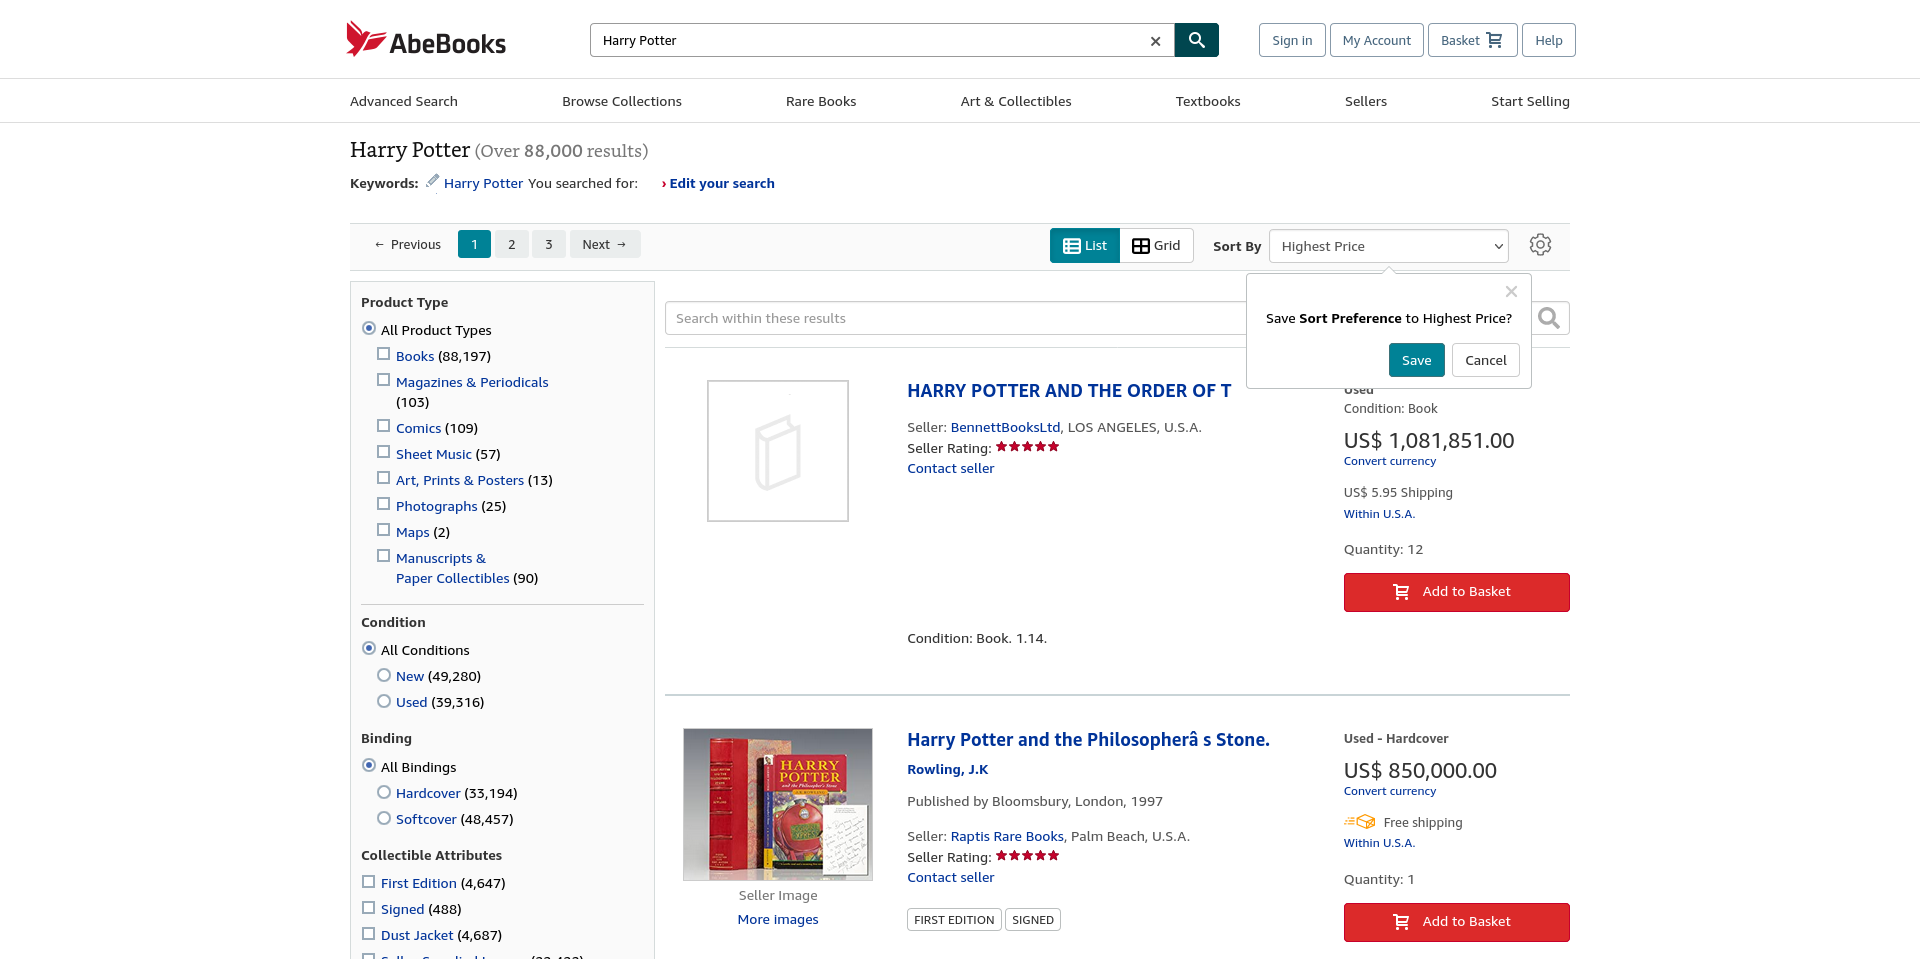 AbeBooks
Harry Potter
Sign in
My Account
Basket
Help
Advanced Search
Browse Collections
Rare Books
Art & Collectibles
Textbooks
Sellers
Start Selling
Harry Potter (Over 88,000 results)
Keywords: Harry Potter You searched for: › Edit your search
← Previous 1 2 3 Next →
List Grid
Sort By Highest Price
Save Sort Preference to Highest Price?
Save Cancel
Product Type
All Product Types
Books (88,197)
Magazines & Periodicals
(103)
Comics (109)
Sheet Music (57)
Art, Prints & Posters (13)
Photographs (25)
Maps (2)
Manuscripts &
Paper Collectibles (90)
Condition
All Conditions
New (49,280)
Used (39,316)
Binding
All Bindings
Hardcover (33,194)
Softcover (48,457)
Collectible Attributes
First Edition (4,647)
Signed (488)
Dust Jacket (4,687)
Search within these results
HARRY POTTER AND THE ORDER OF T
Seller: BennettBooksLtd, LOS ANGELES, U.S.A.
Seller Rating:
Contact seller
Condition: Book. 1.14.
Used
Condition: Book
US$ 1,081,851.00
Convert currency
US$ 5.95 Shipping
Within U.S.A.
Quantity: 12
Add to Basket
HARRY
POTTER
Seller Image
More images
Harry Potter and the Philosopherâ s Stone.
Rowling, J.K
Published by Bloomsbury, London, 1997
Seller: Raptis Rare Books, Palm Beach, U.S.A.
Seller Rating:
Contact seller
FIRST EDITION SIGNED
Used - Hardcover
US$ 850,000.00
Convert currency
Free shipping
Within U.S.A.
Quantity: 1
Add to Basket